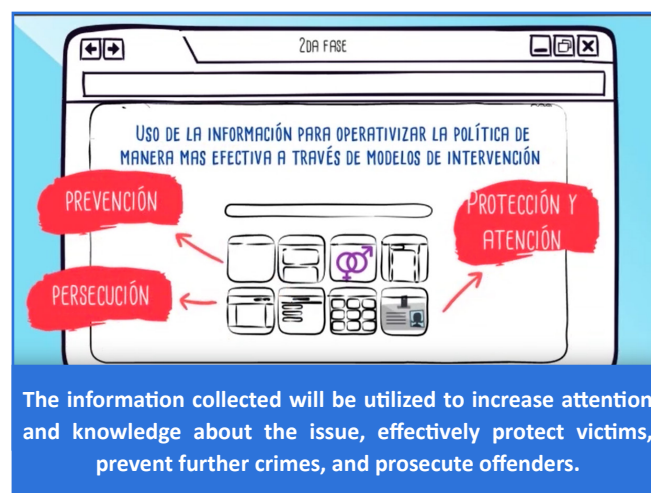 2DA FASE
USO DE LA INFORMACIÓN PARA OPERATIVIZAR LA POLÍTICA DE
MANERA MAS EFECTIVA A TRAVÉS DE MODELOS DE INTERVENCIÓN
PREVENCIÓN
PROTECCIÓN Y
ATENCIÓN
PERSECUCIÓN
The information collected will be utilized to increase attention
and knowledge about the issue, effectively protect victims,
prevent further crimes, and prosecute offenders.